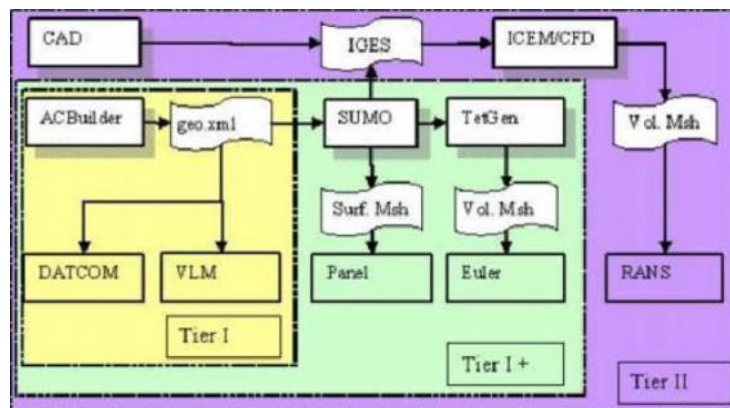 CAD
IGES
ICEM/CFD
ACBuilder
geo.xml
SUMO
TetGen
Vol. Msh
Surf. Msh
Vol. Msh
DATCOM
VLM
Panel
Euler
RANS
Tier I
Tier I +
Tier II